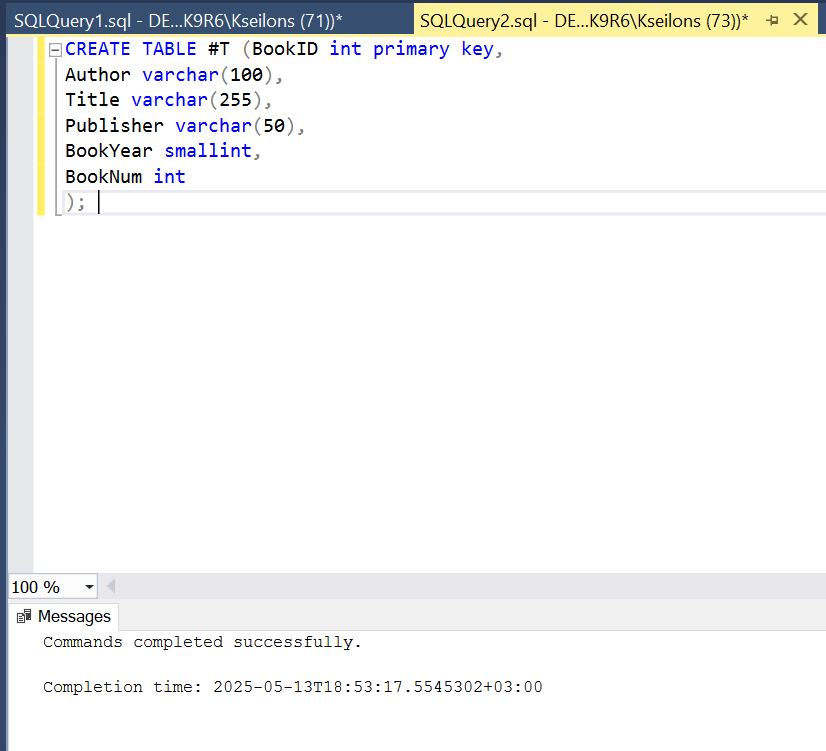 SQLQuery1.sql - DE...K9R6\Kseilons (71))*
SQLQuery2.sql - DE...K9R6\Kseilons (73))*
CREATE TABLE #T (BookID int primary key,
Author varchar(100),
Title varchar(255),
Publisher varchar(50),
BookYear smallint,
BookNum int
);
100 %
Messages
Commands completed successfully.
Completion time: 2025-05-13T18:53:17.5545302+03:00